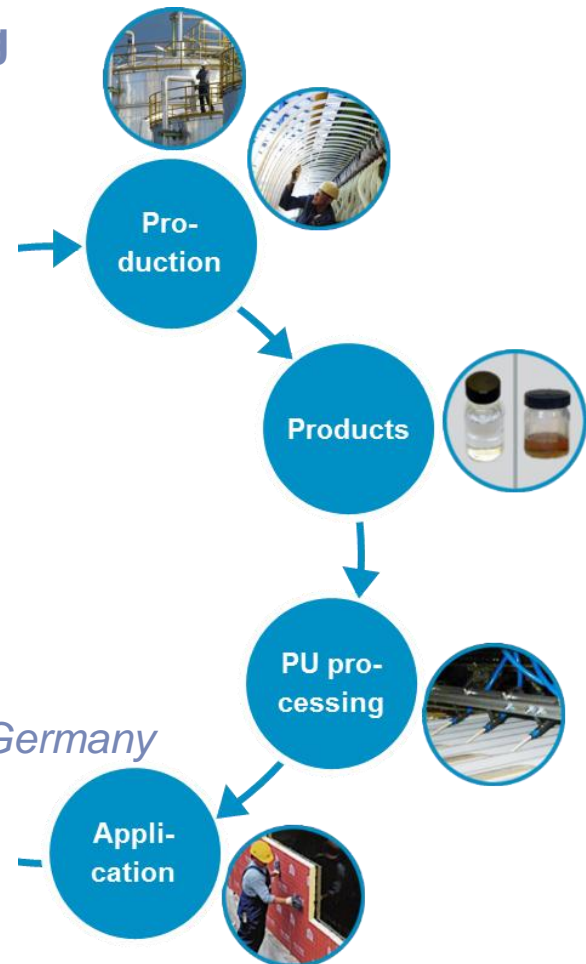 g
Pro-
duction
Products
PU pro-
cessing
Germany
Appli-
cation